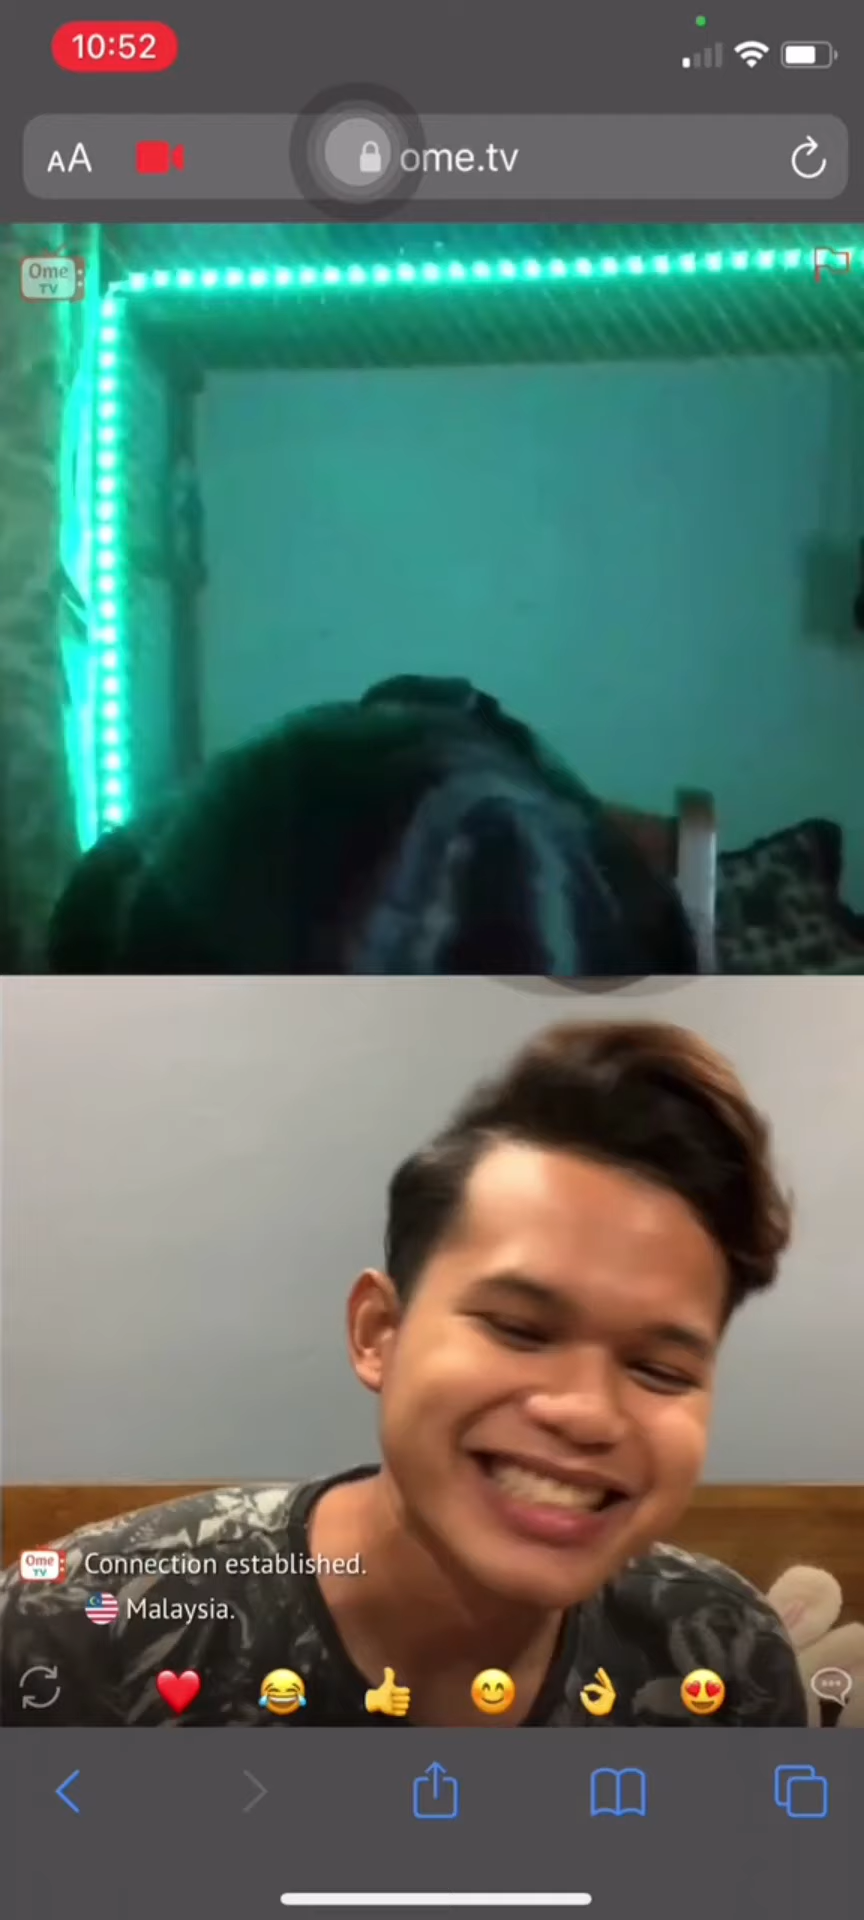 10:52
AA
ome.tv
Ome
TV
Ome
TV
Connection established.
Malaysia.